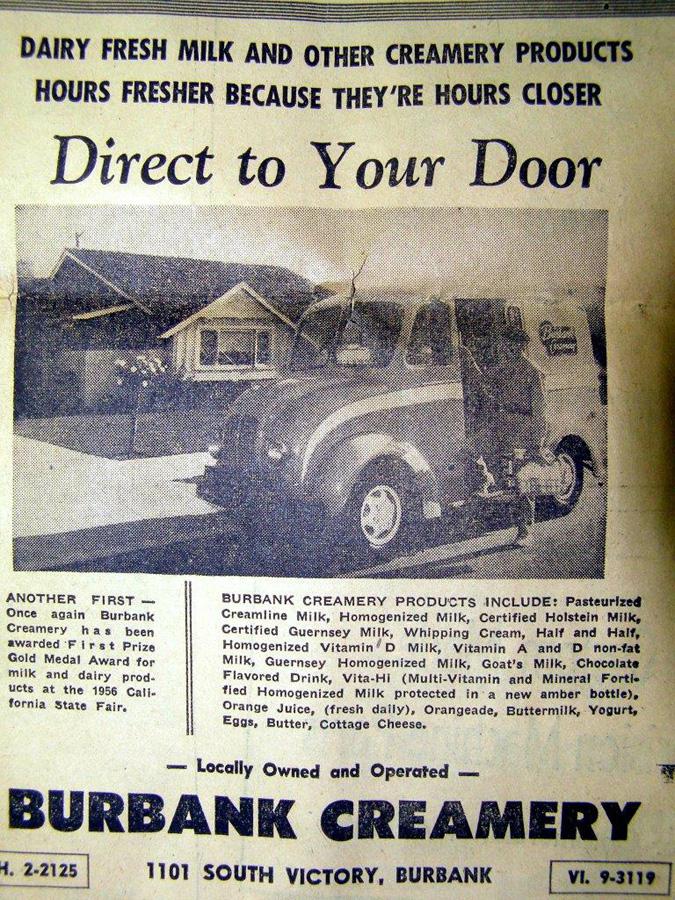 DAIRY FRESH MILK AND OTHER CREAMERY PRODUCTS
HOURS FRESHER BECAUSE THEY'RE HOURS CLOSER
Direct to Your Door
ANOTHER FIRST —
Once again Burbank
Creamery has been
awarded First Prize
Gold Medal Award for
milk and dairy prod-
ucts at the 1956 Cali-
fornia State Fair.
BURBANK CREAMERY PRODUCTS INCLUDE: Pasteurized
Creamline Milk, Homogenized Milk, Certified Holstein Milk,
Certified Guernsey Milk, Whipping Cream, Half and Half,
Homogenized Vitamin D Milk, Vitamin A and D non-fat
Milk, Guernsey Homogenized Milk, Goat's Milk, Chocolate
Flavored Drink, Vita-Hi (Multi-Vitamin and Mineral Forti-
fied Homogenized Milk protected in a new amber bottle),
Orange Juice, (fresh daily), Orangeade, Buttermilk, Yogurt,
Eggs, Butter, Cottage Cheese.
— Locally Owned and Operated —
BURBANK CREAMERY
H. 2-2125
1101 SOUTH VICTORY, BURBANK
VI. 9-3119